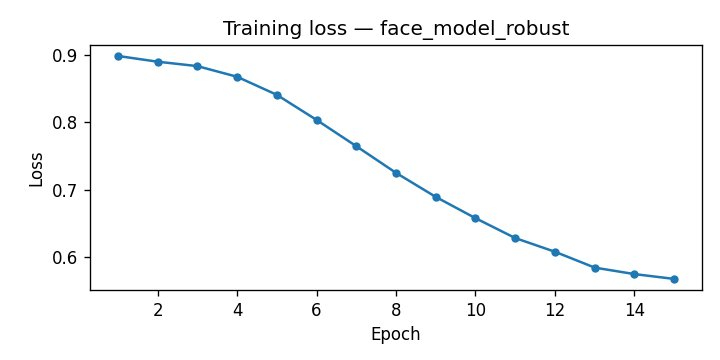 Training loss — face_model_robust
0.9
0.8
0.7
0.6
Loss
2 4 6 8 10 12 14
Epoch